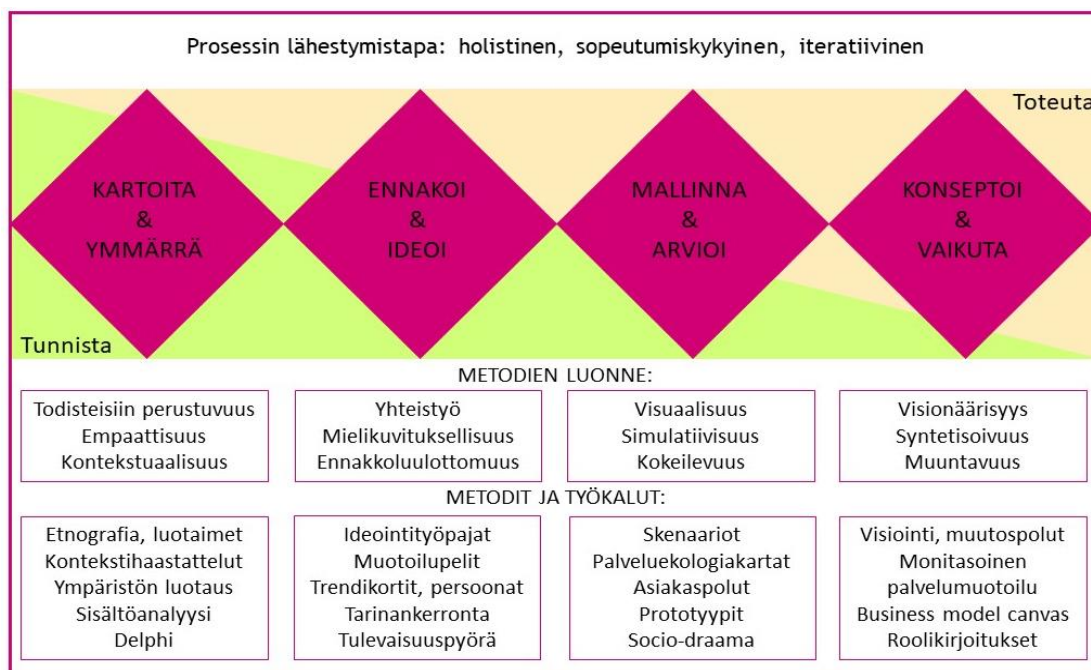 Prosessin lähestymistapa: holistinen, sopeutumiskykyinen, iteratiivinen
Toteuta
KARTOITA
&
YMMÄRRÄ
ENNAKOI
&
IDEOI
MALLINNA
&
ARVIOI
KONSEPTOI
&
VAIKUTA
Tunnista
METODIEN LUONNE:
Todisteisiin perustuvuus
Empaattisuus
Kontekstuaalisuus
Yhteistyö
Mielikuvituksellisuus
Ennakkoluulottomuus
Visuaalisuus
Simulatiivisuus
Kokeilevuus
Visionäärisyys
Syntetisoivuus
Muuntavuus
METODIT JA TYÖKALUT:
Etnografia, luotaimet
Kontekstihaastattelut
Ympäristön luotaus
Sisältöanalyysi
Delphi
Ideointityöpajat
Muotoilupelit
Trendikortit, persoonat
Tarinankerronta
Tulevaisuuspyörä
Skenaariot
Palveluekologiakartat
Asiakaspolut
Prototyypit
Socio-draama
Visiointi, muutospolut
Monitasoinen
palvelumuotoilu
Business model canvas
Roolikirjoitukset